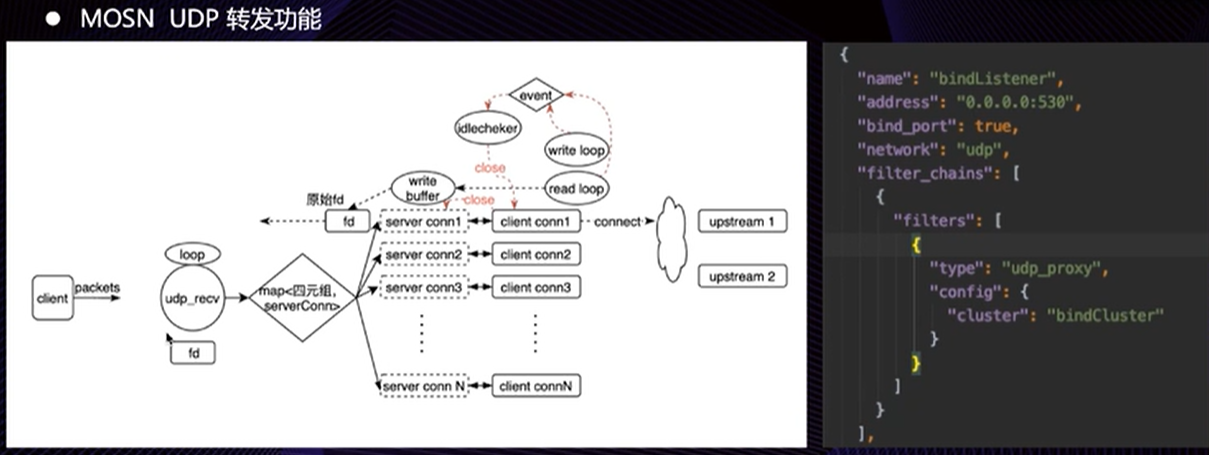 ● MOSN UDP 转发功能
event
idlecheker
write loop
close
write
buffer
read loop
原始fd
close
fd
server conn1
client conn1
connect
upstream 1
loop
server conn2
client conn2
upstream 2
client
packets
udp_recv
map<四元组,
serverConn>
server conn3
client conn3
fd
server conn N
client connN
{
"name": "bindListener",
"address": "0.0.0.0:530",
"bind_port": true,
"network": "udp",
"filter_chains": [
{
"filters": [
{
"type": "udp_proxy",
"config": {
"cluster": "bindCluster"
}
}
]
}
],